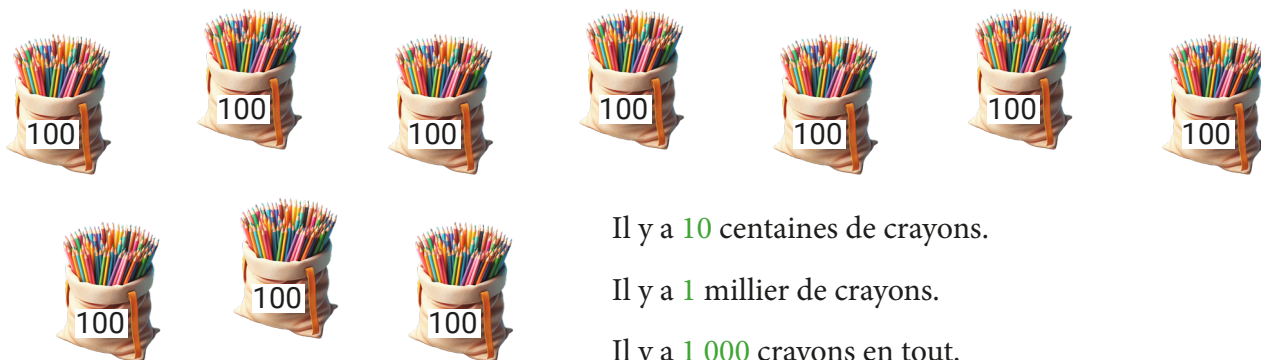 100 100 100 100 100 100 100
100 100 100
Il y a 10 centaines de crayons.
Il y a 1 millier de crayons.
Il y a 1 000 crayons en tout.